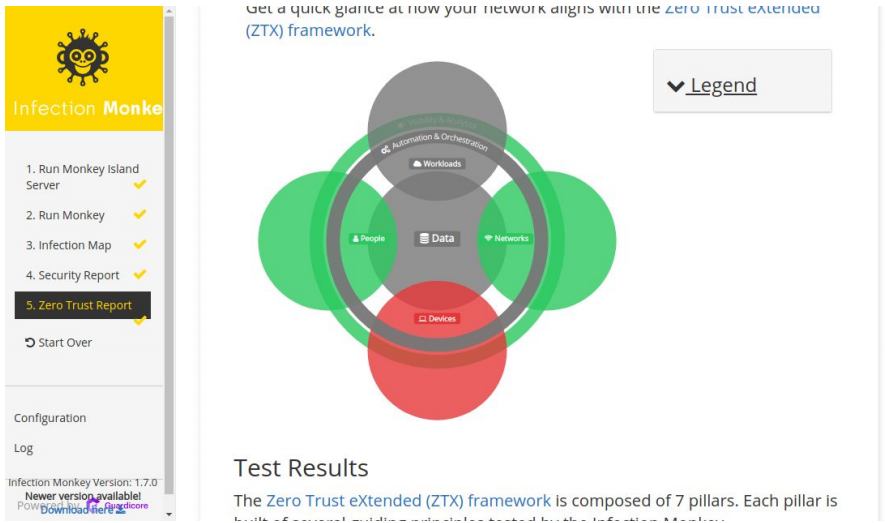 Infection Monke
1. Run Monkey Island
Server
2. Run Monkey
3. Infection Map
4. Security Report
5. Zero Trust Report
Start Over
Configuration
Log
Infection Monkey Version: 1.7.0
Newer version available!
Powered by Guardicore
Download here
Get a quick glance at how your network aligns with the Zero Trust eXtended
(ZTX) framework.
Legend
Visibility & Analytics
Automation & Orchestration
Workloads
People
Data
Networks
Devices
Test Results
The Zero Trust eXtended (ZTX) framework is composed of 7 pillars. Each pillar is
built of several guiding principles tested by the Infection Monkey.